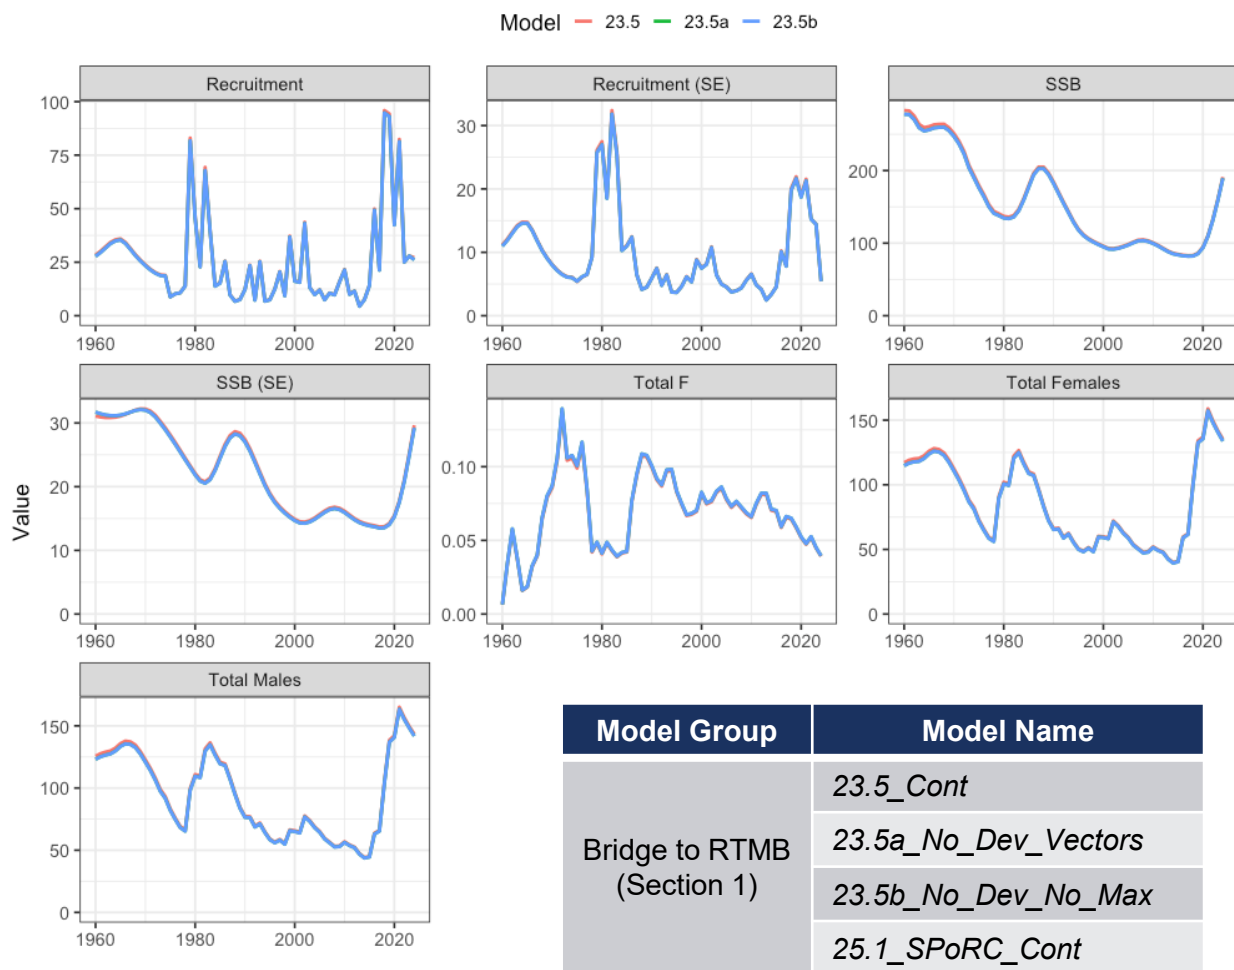 Model 23.5 23.5a 23.5b
Recruitment
Recruitment (SE)
SSB
100
75
50
25
0
30
20
10
0
200
100
0
1960 1980 2000 2020
1960 1980 2000 2020
1960 1980 2000 2020
SSB (SE)
Total F
Total Females
Value
30
20
10
0
0.10
0.05
0.00
150
100
50
0
1960 1980 2000 2020
1960 1980 2000 2020
1960 1980 2000 2020
Total Males
150
100
50
0
1960 1980 2000 2020
Model Group
Model Name
Bridge to RTMB
(Section 1)
23.5_Cont
23.5a_No_Dev_Vectors
23.5b_No_Dev_No_Max
25.1_SPoRC_Cont